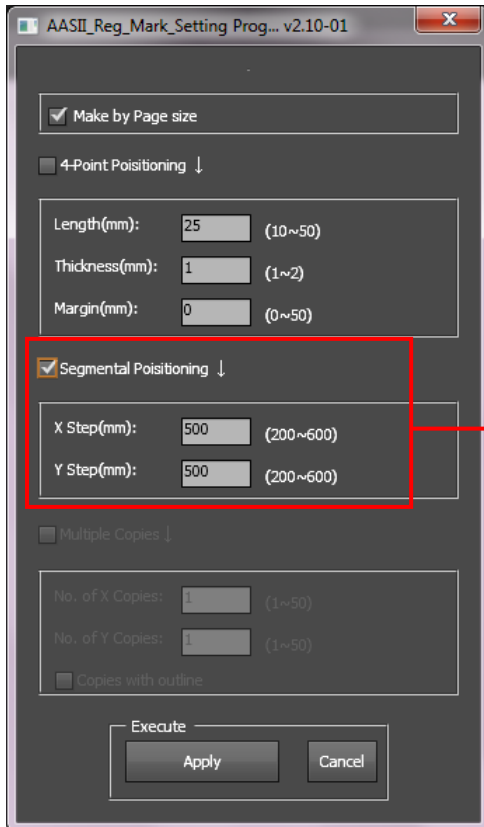 AASII_Reg_Mark_Setting Prog... v2.10-01
Make by Page size
4-Point Poisitioning ↓
Length(mm): 25 (10~50)
Thickness(mm): 1 (1~2)
Margin(mm): 0 (0~50)
Segmental Poisitioning ↓
X Step(mm): 500 (200~600)
Y Step(mm): 500 (200~600)
Multiple Copies ↓
No. of X Copies: 1 (1~50)
No. of Y Copies: 1 (1~50)
Copies with outline
Execute
Apply Cancel